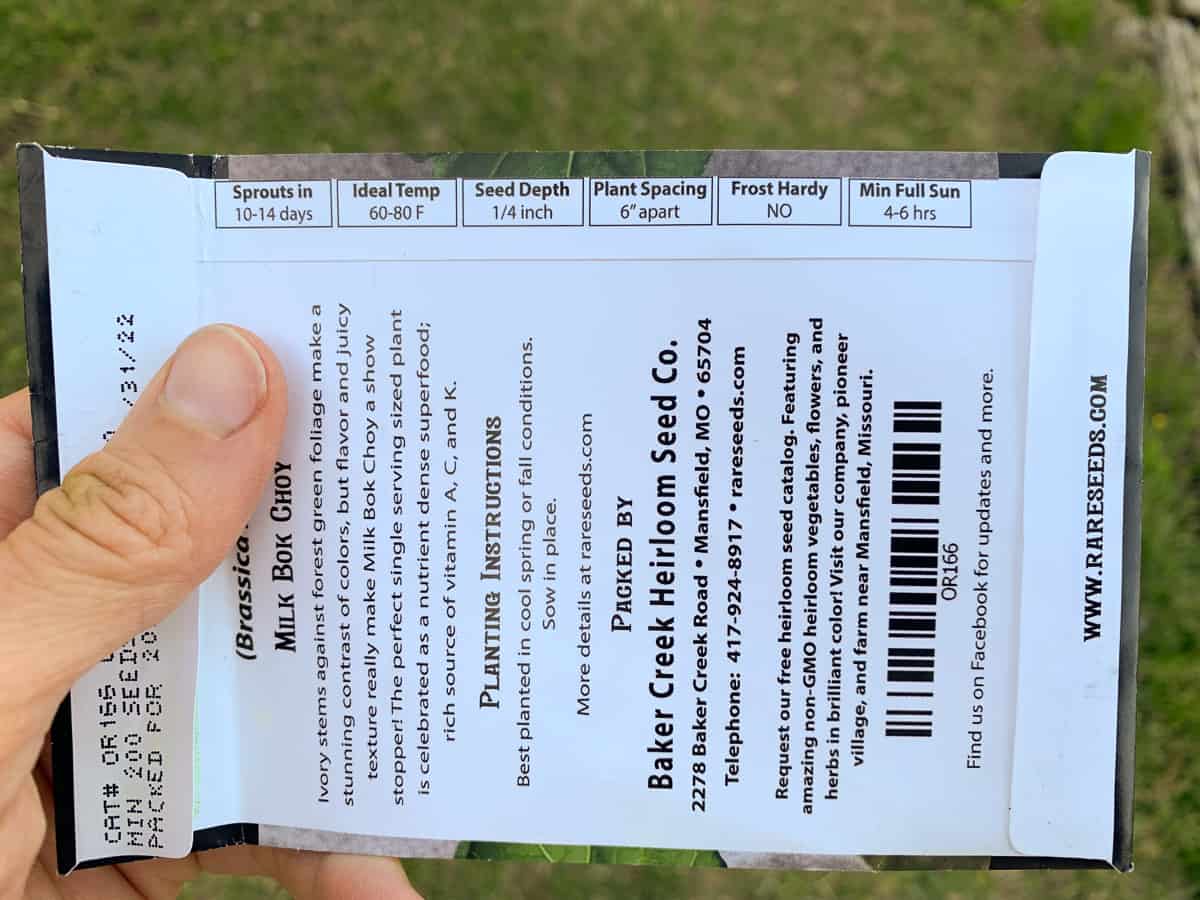 Sprouts in
10-14 days
Ideal Temp
60-80 F
Seed Depth
1/4 inch
Plant Spacing
6" apart
Frost Hardy
NO
Min Full Sun
4-6 hrs
CAT# OR166
MIN 200 SEED
PACKED FOR 20
/31/22
(Brassica
Milk Bok Choy
Ivory stems against forest green foliage make a
stunning contrast of colors, but flavor and juicy
texture really make Milk Bok Choy a show
stopper! The perfect single serving sized plant
is celebrated as a nutrient dense superfood;
rich source of vitamin A, C, and K.
Planting Instructions
Best planted in cool spring or fall conditions.
Sow in place.
More details at rareseeds.com
Packed by
Baker Creek Heirloom Seed Co.
2278 Baker Creek Road • Mansfield, MO • 65704
Telephone: 417-924-8917 • rareseeds.com
Request our free heirloom seed catalog. Featuring
amazing non-GMO heirloom vegetables, flowers, and
herbs in brilliant color! Visit our company, pioneer
village, and farm near Mansfield, Missouri.
OR166
Find us on Facebook for updates and more.
WWW.RARESEEDS.COM